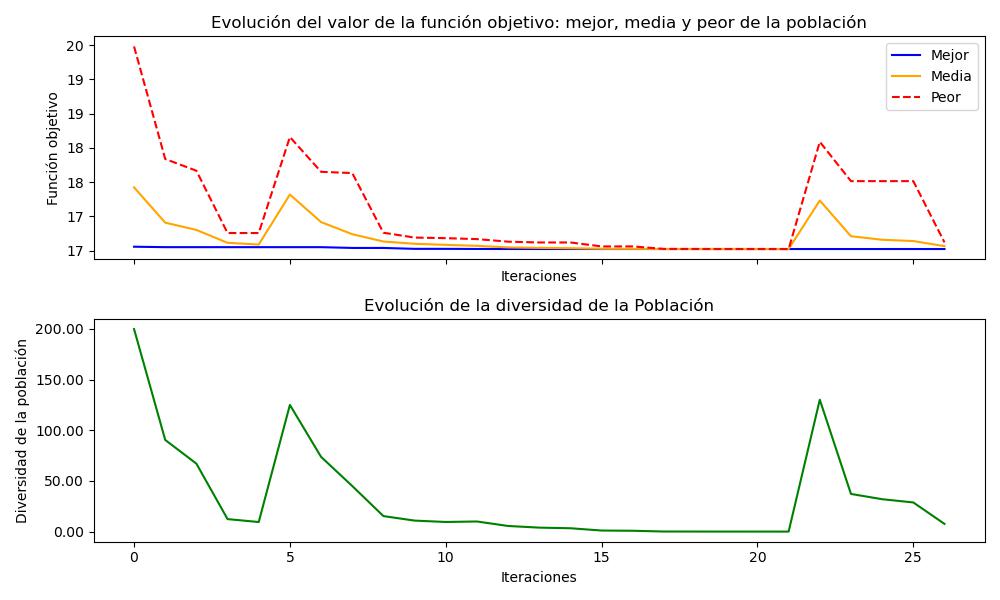 Evolución del valor de la función objetivo: mejor, media y peor de la población
Función objetivo
20
19
19
18
18
17
17
Mejor
Media
Peor
Iteraciones
Evolución de la diversidad de la Población
Diversidad de la población
200.00
150.00
100.00
50.00
0.00
0 5 10 15 20 25
Iteraciones